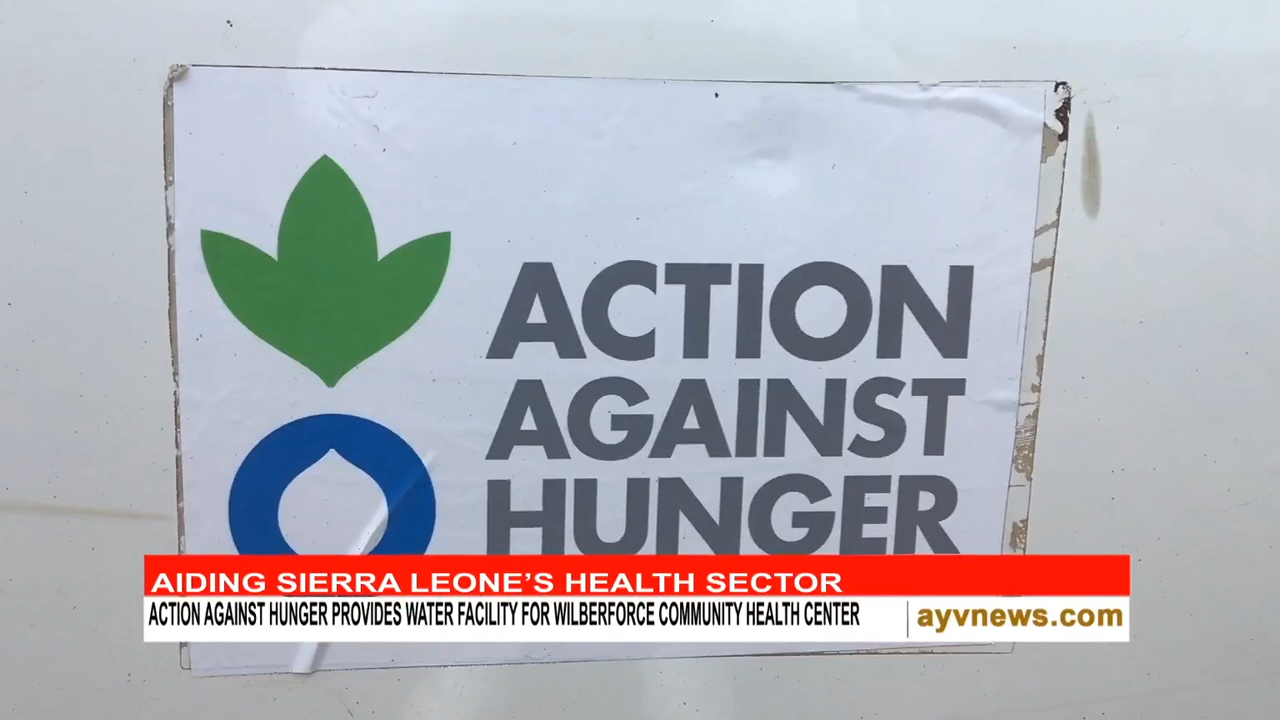 ACTION
AGAINST
HUNGER
AIDING SIERRA LEONE'S HEALTH SECTOR
ACTION AGAINST HUNGER PROVIDES WATER FACILITY FOR WILBERFORCE COMMUNITY HEALTH CENTER
ayvnews.com